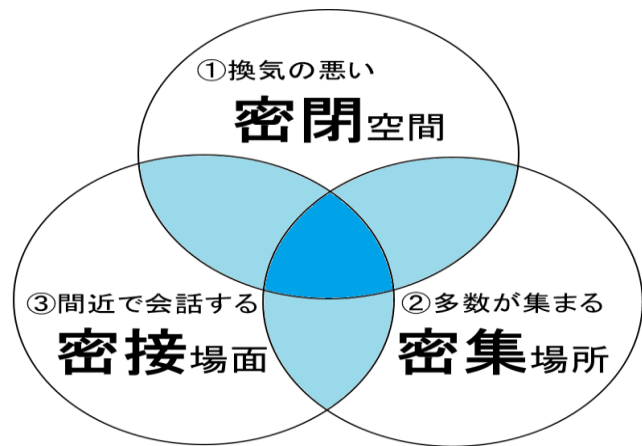 ①換気の悪い
密閉空間
③間近で会話する
密接場面
②多数が集まる
密集場所